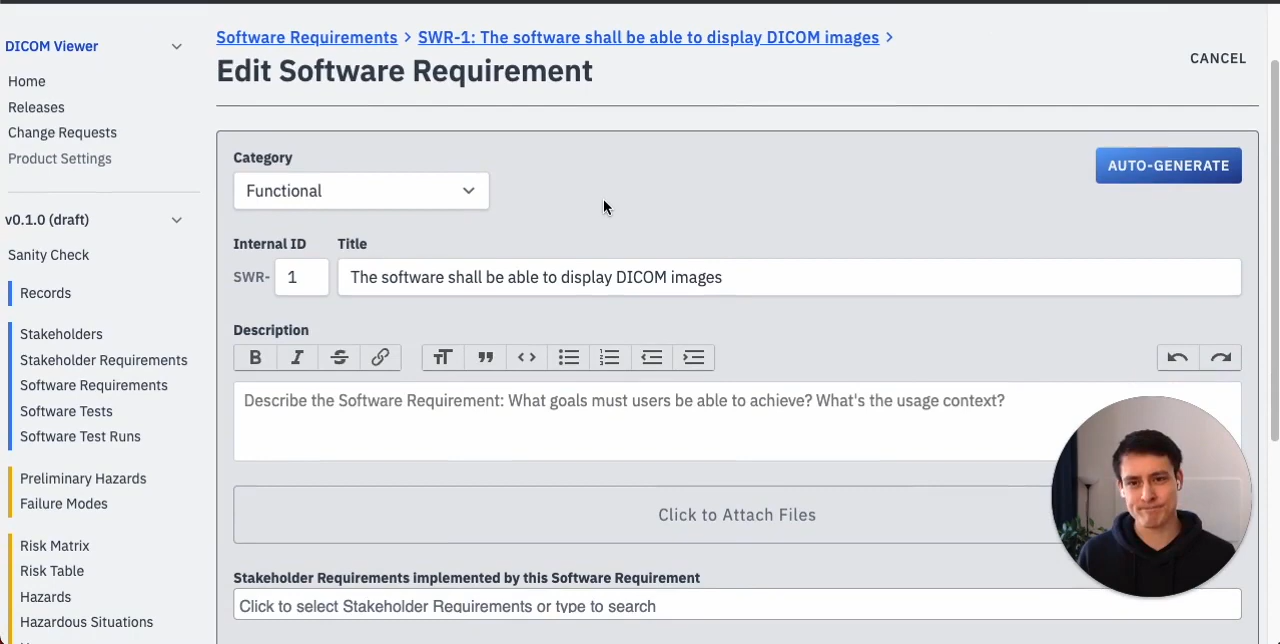 DICOM Viewer
Home
Releases
Change Requests
Product Settings
v0.1.0 (draft)
Sanity Check
Records
Stakeholders
Stakeholder Requirements
Software Requirements
Software Tests
Software Test Runs
Preliminary Hazards
Failure Modes
Risk Matrix
Risk Table
Hazards
Hazardous Situations
Software Requirements > SWR-1: The software shall be able to display DICOM images >
Edit Software Requirement
CANCEL
Category
AUTO-GENERATE
Functional
Internal ID Title
SWR- 1 The software shall be able to display DICOM images
Description
Describe the Software Requirement: What goals must users be able to achieve? What's the usage context?
Click to Attach Files
Stakeholder Requirements implemented by this Software Requirement
Click to select Stakeholder Requirements or type to search